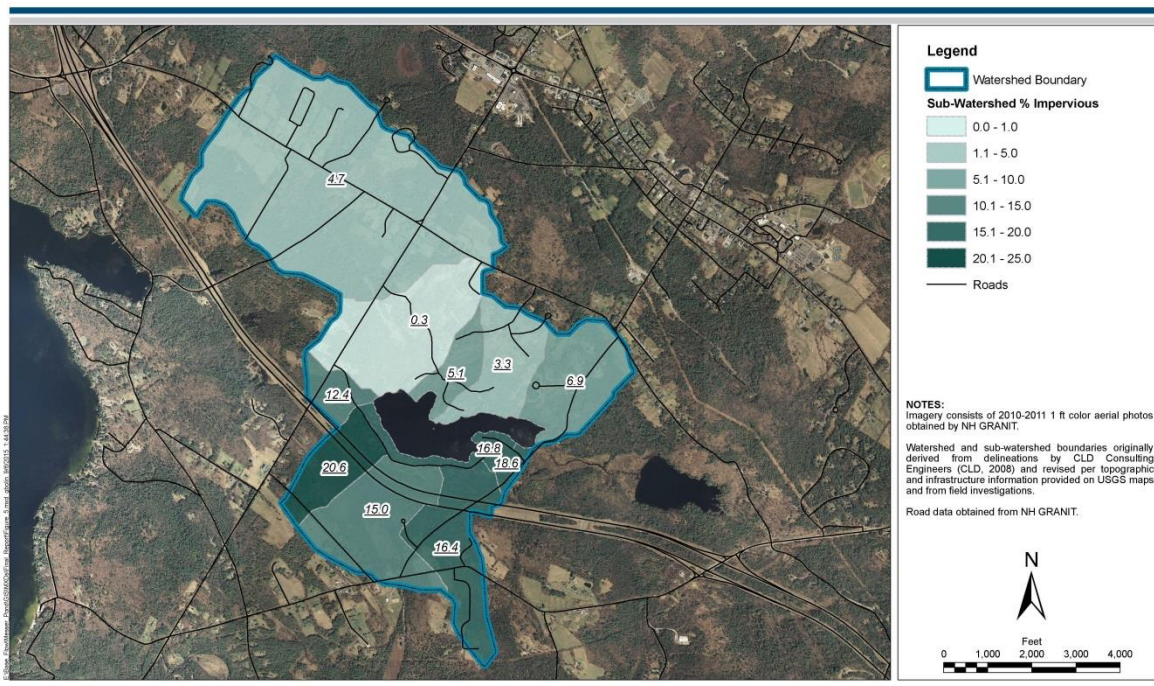 Legend
Watershed Boundary
Sub-Watershed % Impervious
0.0 - 1.0
1.1 - 5.0
5.1 - 10.0
10.1 - 15.0
15.1 - 20.0
20.1 - 25.0
Roads
4.7
0.3
3.3
5.1
6.9
12.4
16.8
18.6
20.6
15.0
16.4
NOTES:
Imagery consists of 2010-2011 1 ft color aerial photos
obtained by NH GRANIT.
Watershed and sub-watershed boundaries originally
derived from delineations by CLD Consulting
Engineers (CLD, 2008) and revised per topographic
and infrastructure information provided on USGS maps
and from field investigations.
Road data obtained from NH GRANIT.
N
Feet
0 1,000 2,000 3,000 4,000